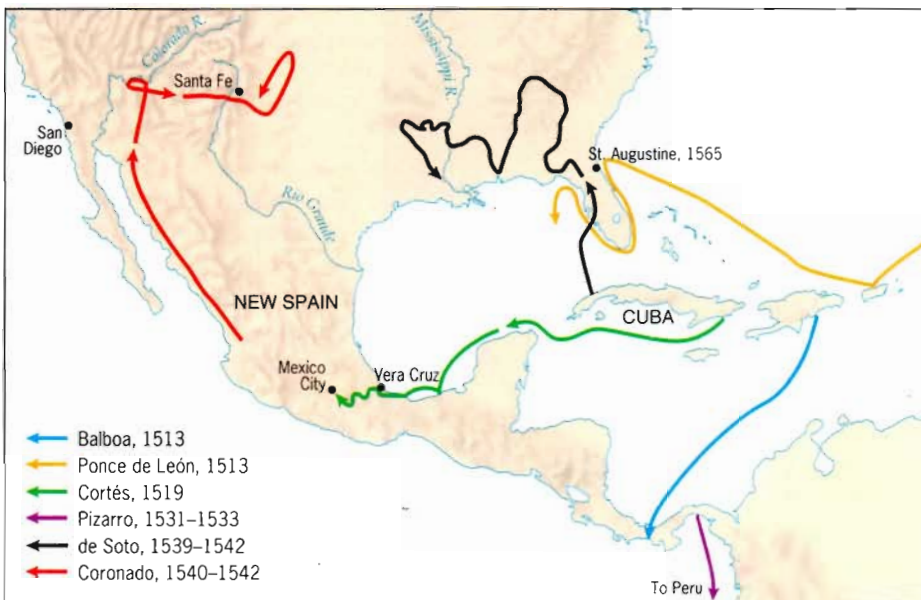 Colorado R.
Mississippi R.
Santa Fe
San
Diego
St. Augustine, 1565
Rio Grande
NEW SPAIN
CUBA
Mexico
City
Vera Cruz
Balboa, 1513
Ponce de León, 1513
Cortés, 1519
Pizarro, 1531–1533
de Soto, 1539–1542
Coronado, 1540–1542
To Peru